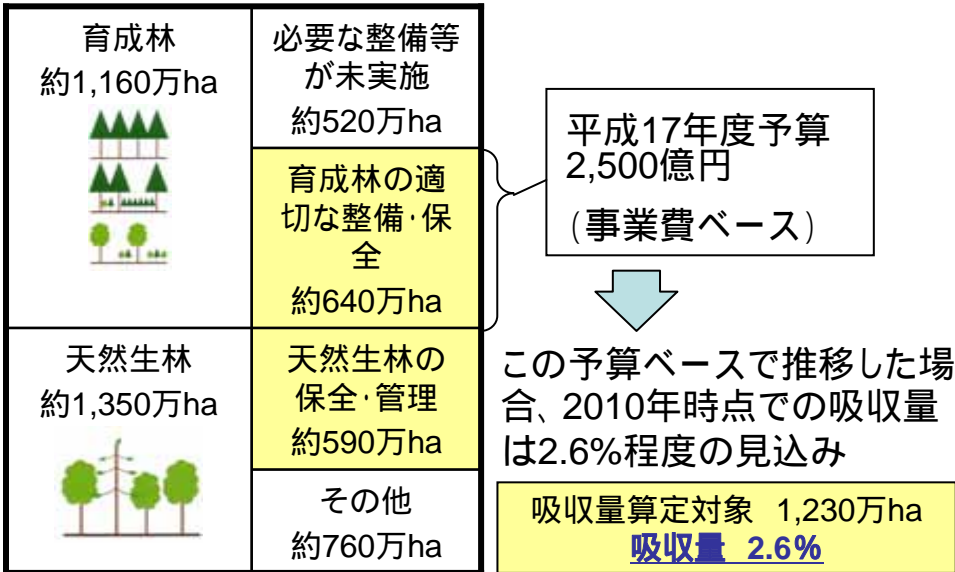 育成林
約1,160万ha
必要な整備等
が未実施
約520万ha
育成林の適
切な整備・保
全
約640万ha
天然生林
約1,350万ha
天然生林の
保全・管理
約590万ha
その他
約760万ha
平成17年度予算
2,500億円
（事業費ベース）
この予算ベースで推移した場
合、2010年時点での吸収量
は2.6%程度の見込み
吸収量算定対象 1,230万ha
吸収量 2.6%